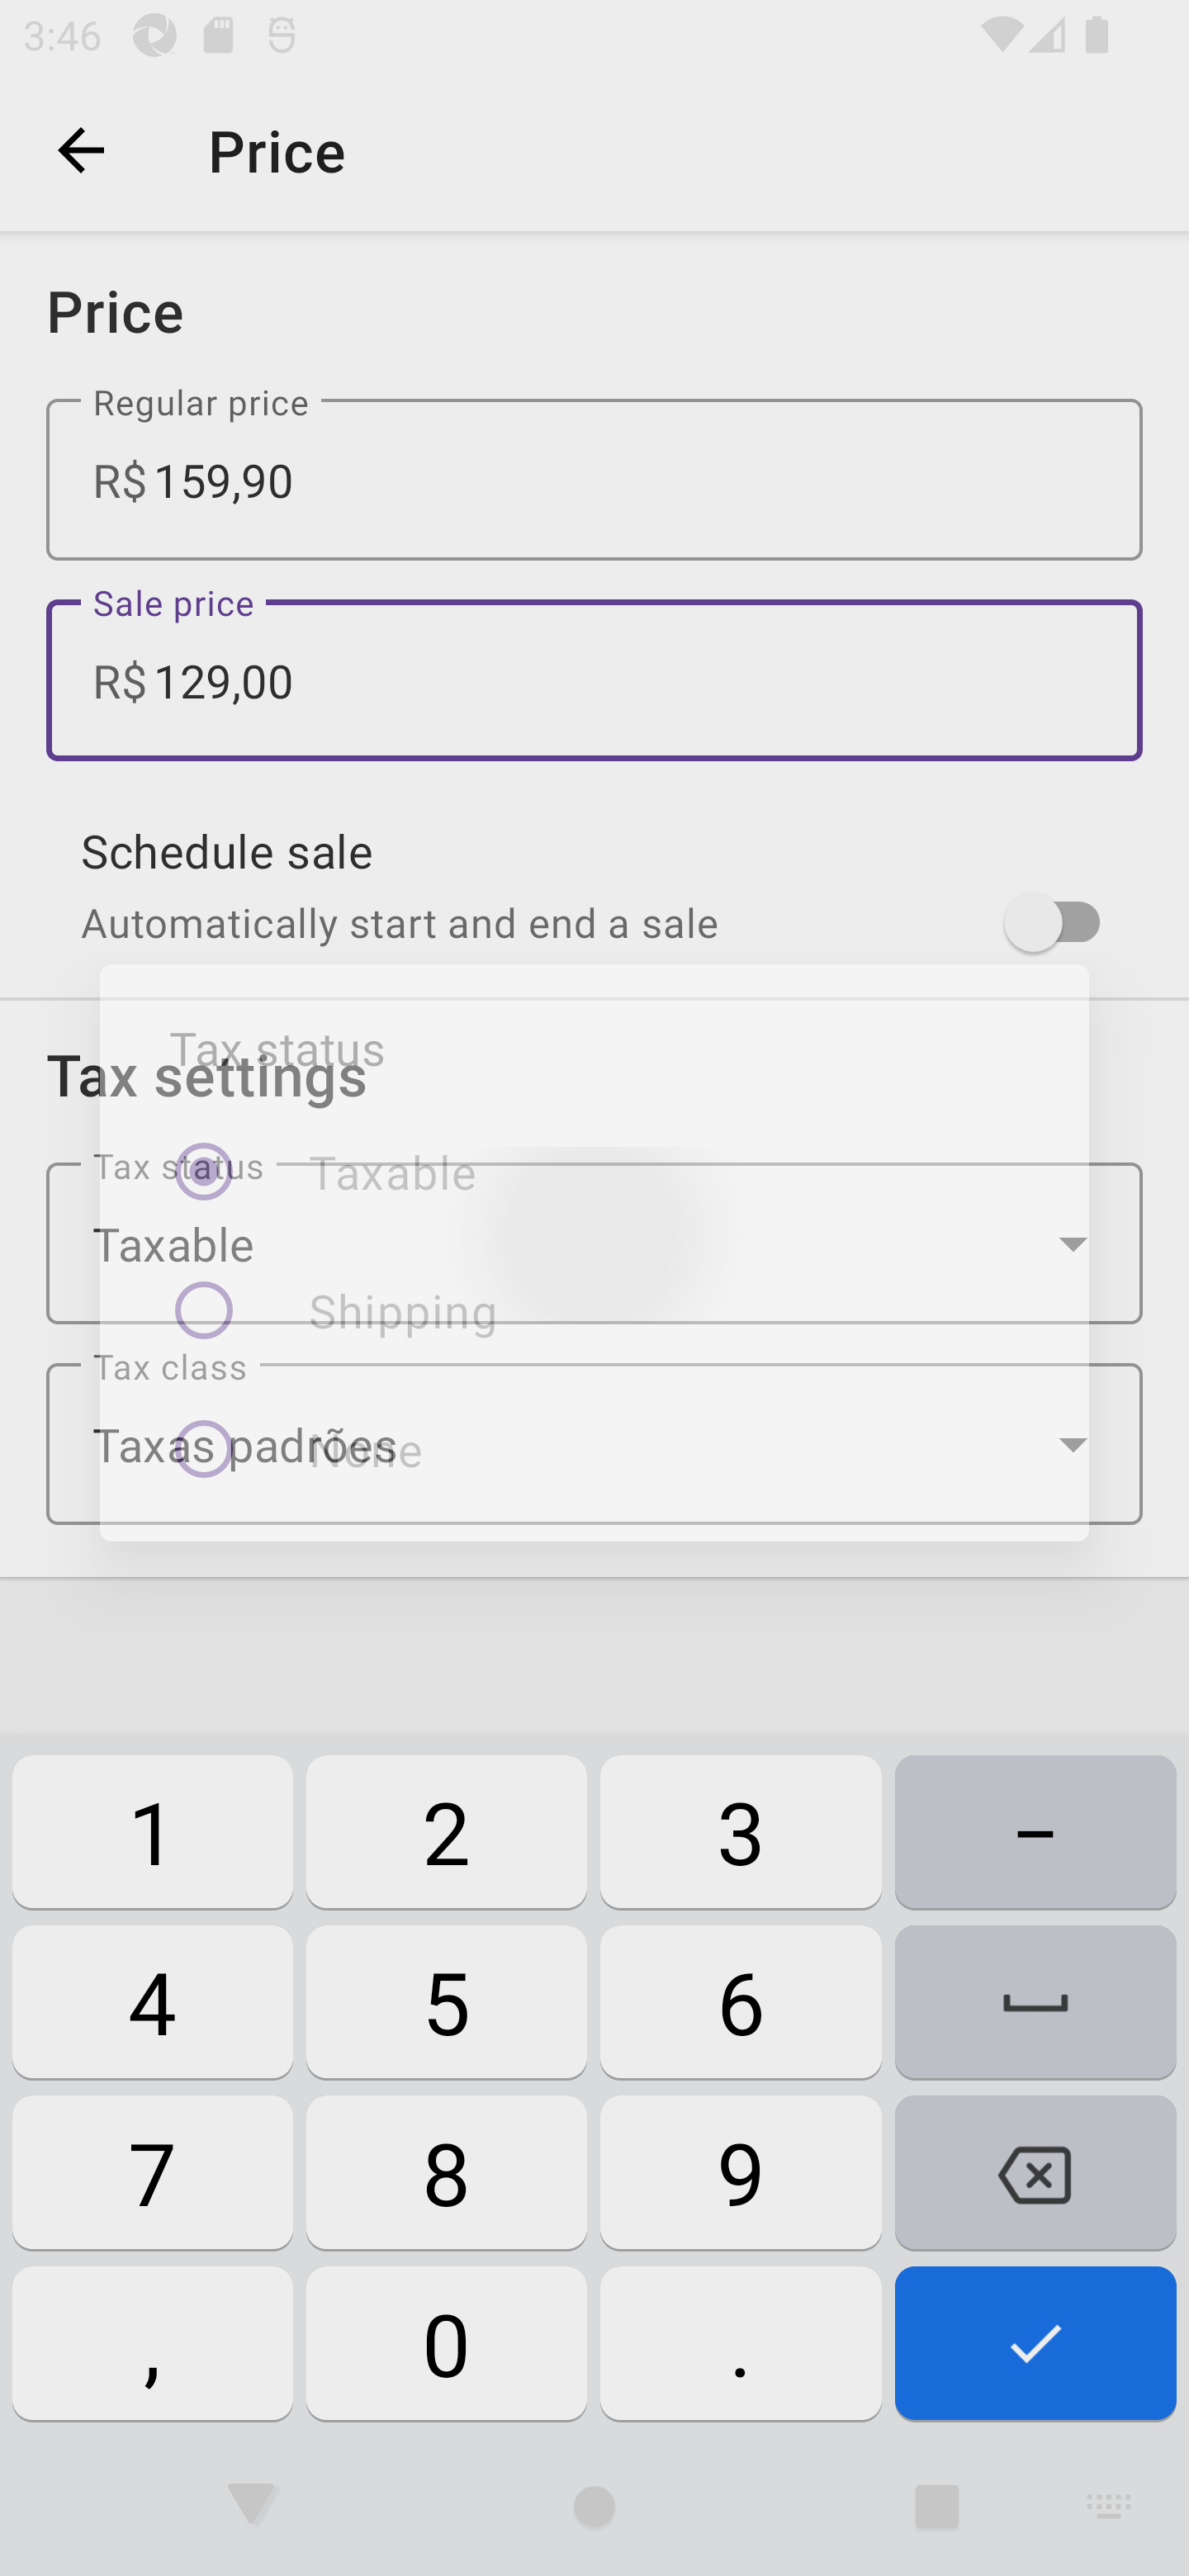 3:46
Price
Price
Regular price
R$ 159,90
Sale price
R$ 129,00
Schedule sale
Automatically start and end a sale
Tax status
Tax settings
Tax status
Taxable
Taxable
Shipping
Tax class
Taxas padrões
None
1 2 3 –
4 5 6
7 8 9
, 0 .